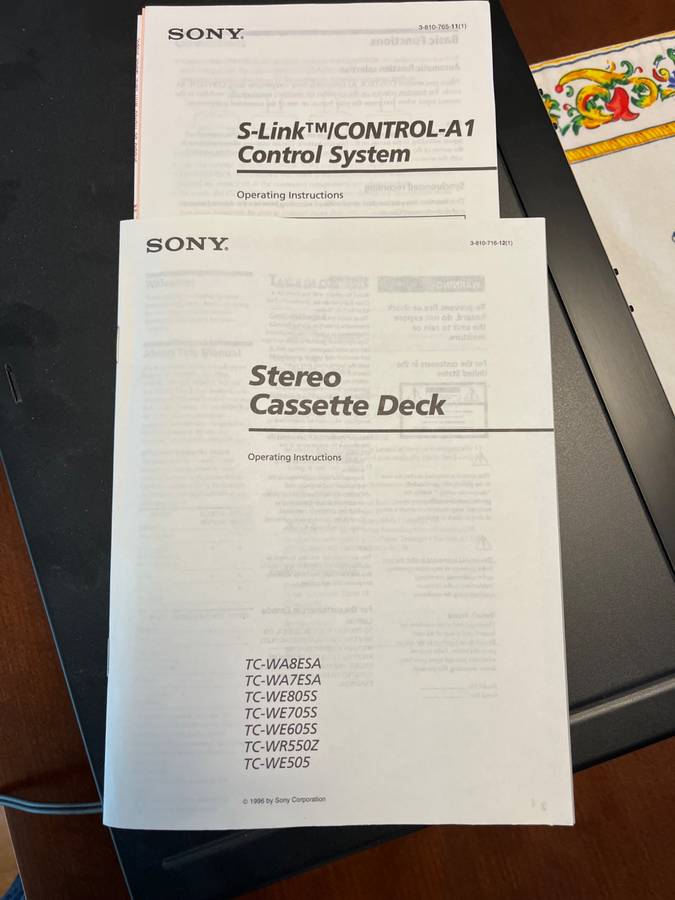 SONY®
3-810-765-11(1)
S-Link™/CONTROL-A1
Control System
Operating Instructions
SONY®
3-810-716-12(1)
Stereo
Cassette Deck
Operating Instructions
TC-WA8ESA
TC-WA7ESA
TC-WE805S
TC-WE705S
TC-WE605S
TC-WR550Z
TC-WE505
© 1996 by Sony Corporation